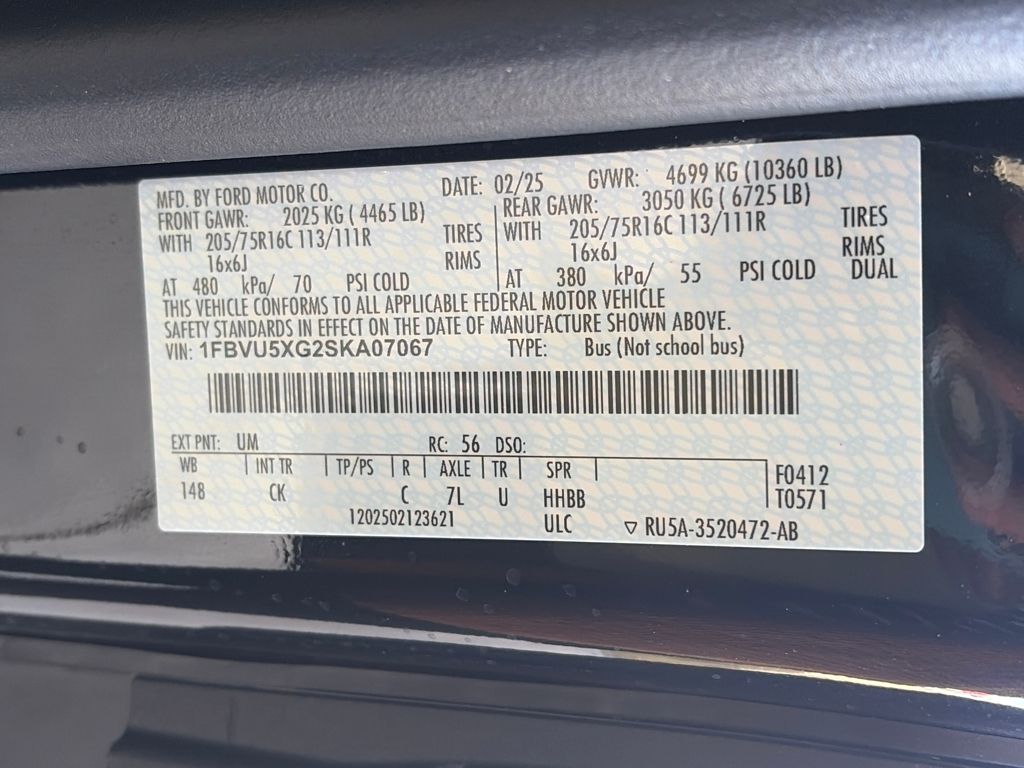 MFD. BY FORD MOTOR CO. DATE: 02/25 GVWR: 4699 KG (10360 LB)
FRONT GAWR: 2025 KG ( 4465 LB) REAR GAWR: 3050 KG ( 6725 LB)
WITH 205/75R16C 113/111R TIRES WITH 205/75R16C 113/111R TIRES
16x6J RIMS 16x6J RIMS
AT 480 kPa/ 70 PSI COLD AT 380 kPa/ 55 PSI COLD DUAL
THIS VEHICLE CONFORMS TO ALL APPLICABLE FEDERAL MOTOR VEHICLE
SAFETY STANDARDS IN EFFECT ON THE DATE OF MANUFACTURE SHOWN ABOVE.
VIN: 1FBVU5XG2SKA07067 TYPE: Bus (Not school bus)
EXT PNT: UM RC: 56 DSO:
WB INT TR TP/PS R AXLE TR SPR F0412
148 CK C 7L U HHBB T0571
1202502123621 ULC ▽ RU5A-3520472-AB